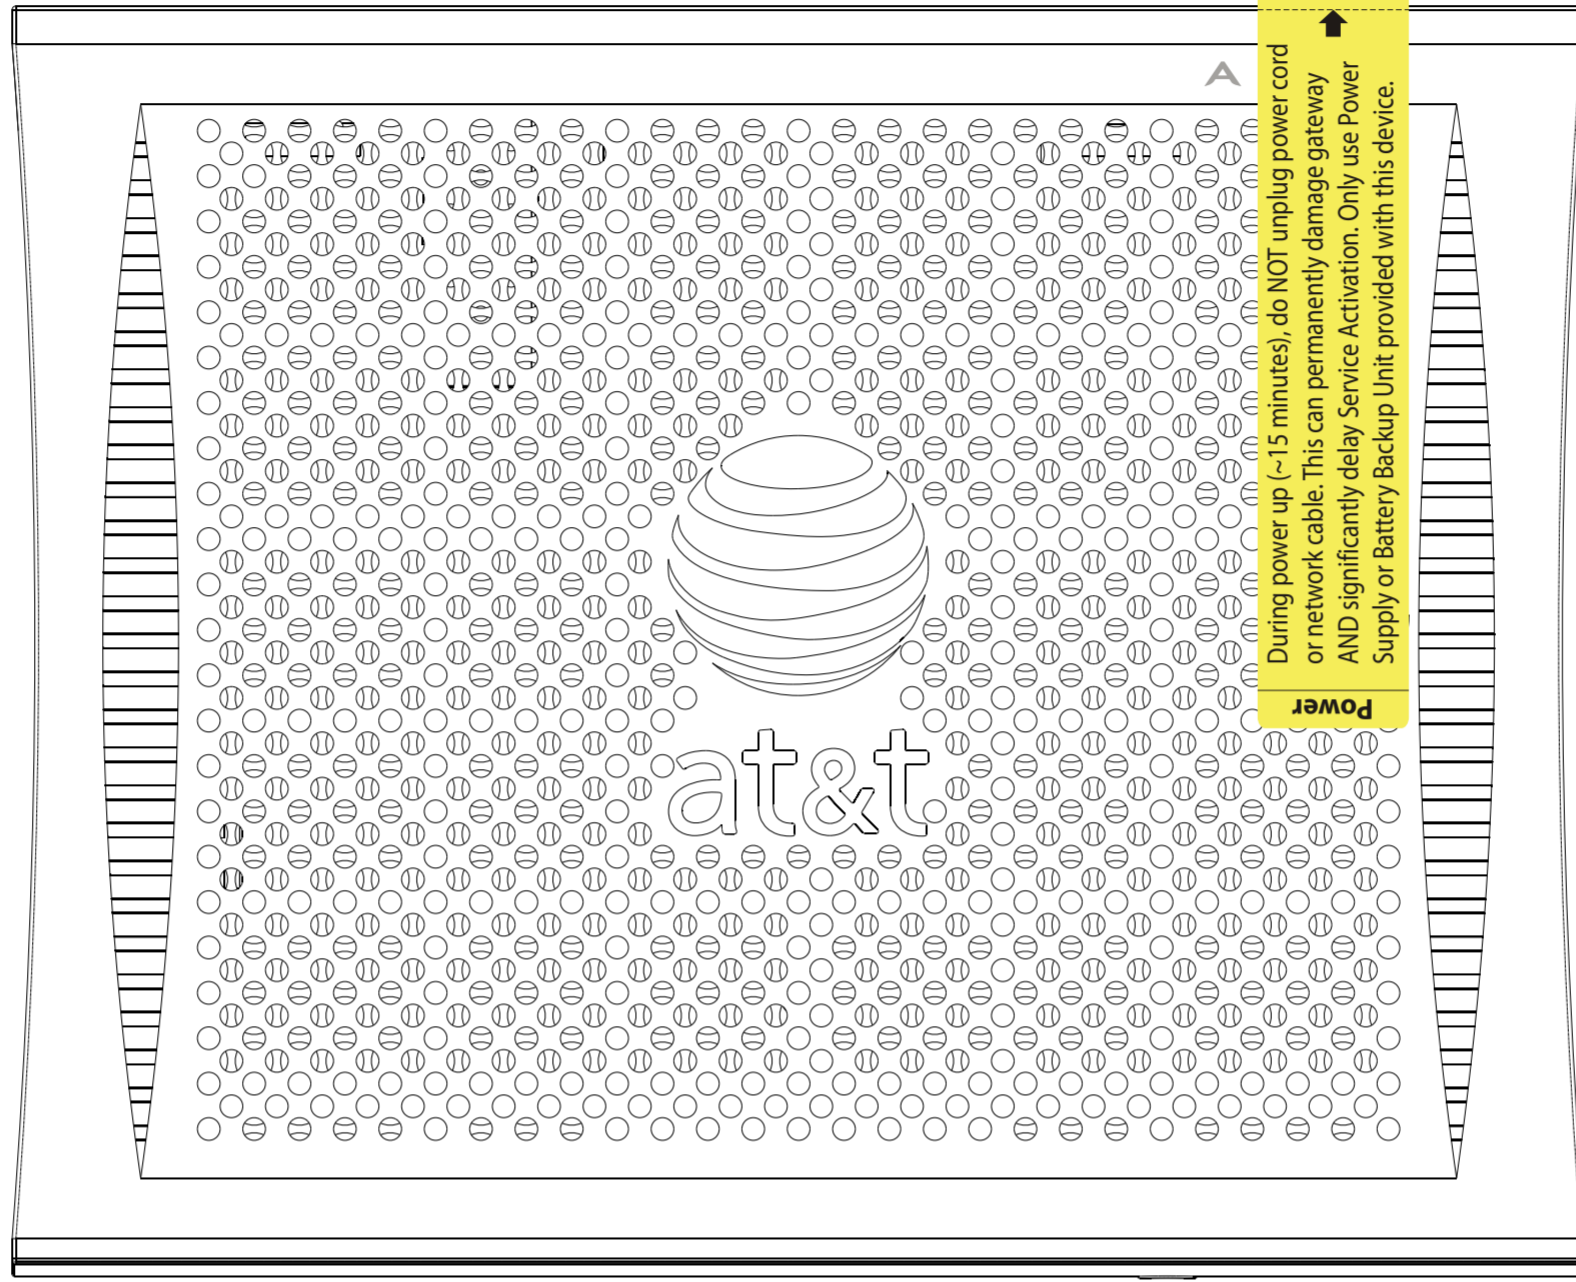 A
During power up (~15 minutes), do NOT unplug power cord
or network cable. This can permanently damage gateway
AND significantly delay Service Activation. Only use Power
Supply or Battery Backup Unit provided with this device.
Power
at&t